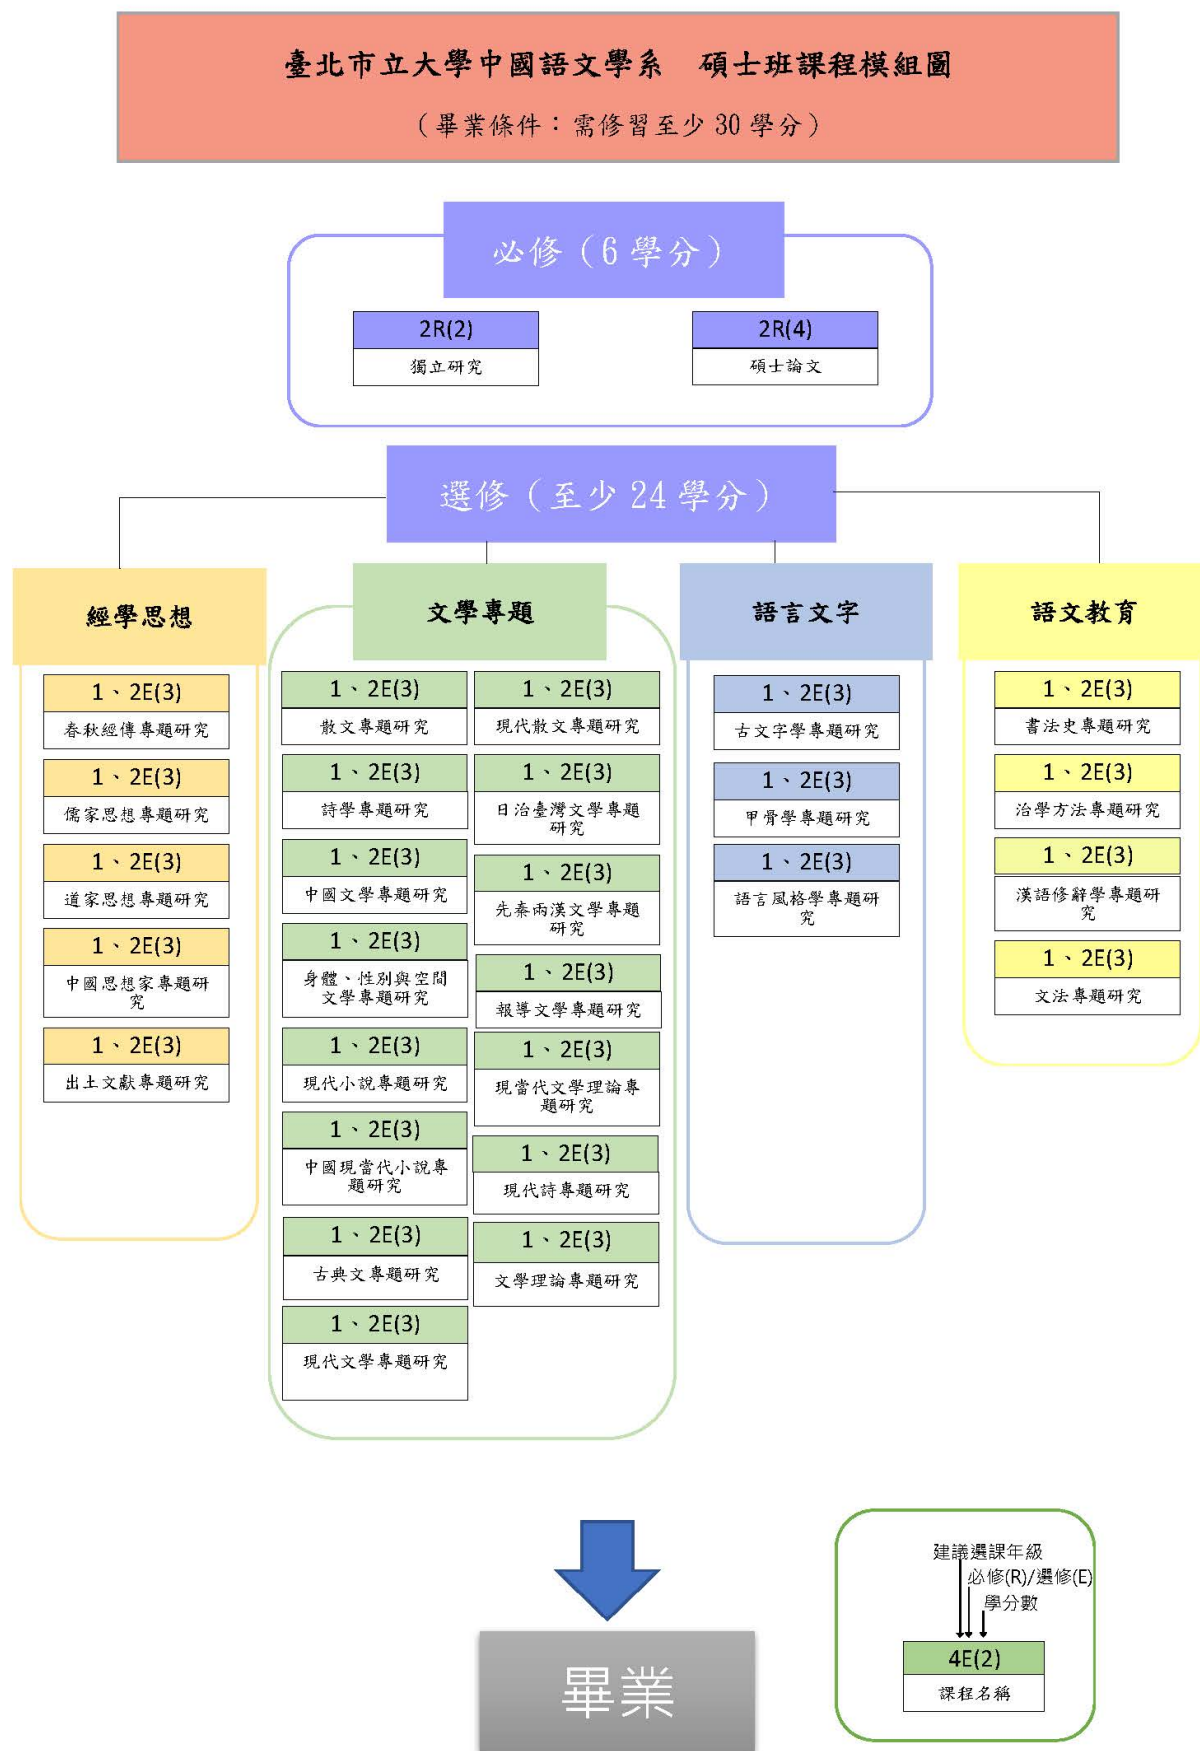 臺北市立大學中國語文學系　碩士班課程模組圖
（畢業條件：需修習至少 30 學分）
必修（6 學分）
2R(2)
獨立研究
2R(4)
碩士論文
選修（至少 24 學分）
經學思想
1、2E(3)
春秋經傳專題研究
1、2E(3)
儒家思想專題研究
1、2E(3)
道家思想專題研究
1、2E(3)
中國思想家專題研
究
1、2E(3)
出土文獻專題研究
文學專題
1、2E(3)
散文專題研究
1、2E(3)
詩學專題研究
1、2E(3)
中國文學專題研究
1、2E(3)
身體、性別與空間
文學專題研究
1、2E(3)
現代小說專題研究
1、2E(3)
中國現當代小說專
題研究
1、2E(3)
古典文專題研究
1、2E(3)
現代文學專題研究
1、2E(3)
現代散文專題研究
1、2E(3)
日治臺灣文學專題
研究
1、2E(3)
先秦兩漢文學專題
研究
1、2E(3)
報導文學專題研究
1、2E(3)
現當代文學理論專
題研究
1、2E(3)
現代詩專題研究
1、2E(3)
文學理論專題研究
語言文字
1、2E(3)
古文字學專題研究
1、2E(3)
甲骨學專題研究
1、2E(3)
語言風格學專題研
究
語文教育
1、2E(3)
書法史專題研究
1、2E(3)
治學方法專題研究
1、2E(3)
漢語修辭學專題研
究
1、2E(3)
文法專題研究
畢業
建議選課年級
必修(R)/選修(E)
學分數
4E(2)
課程名稱